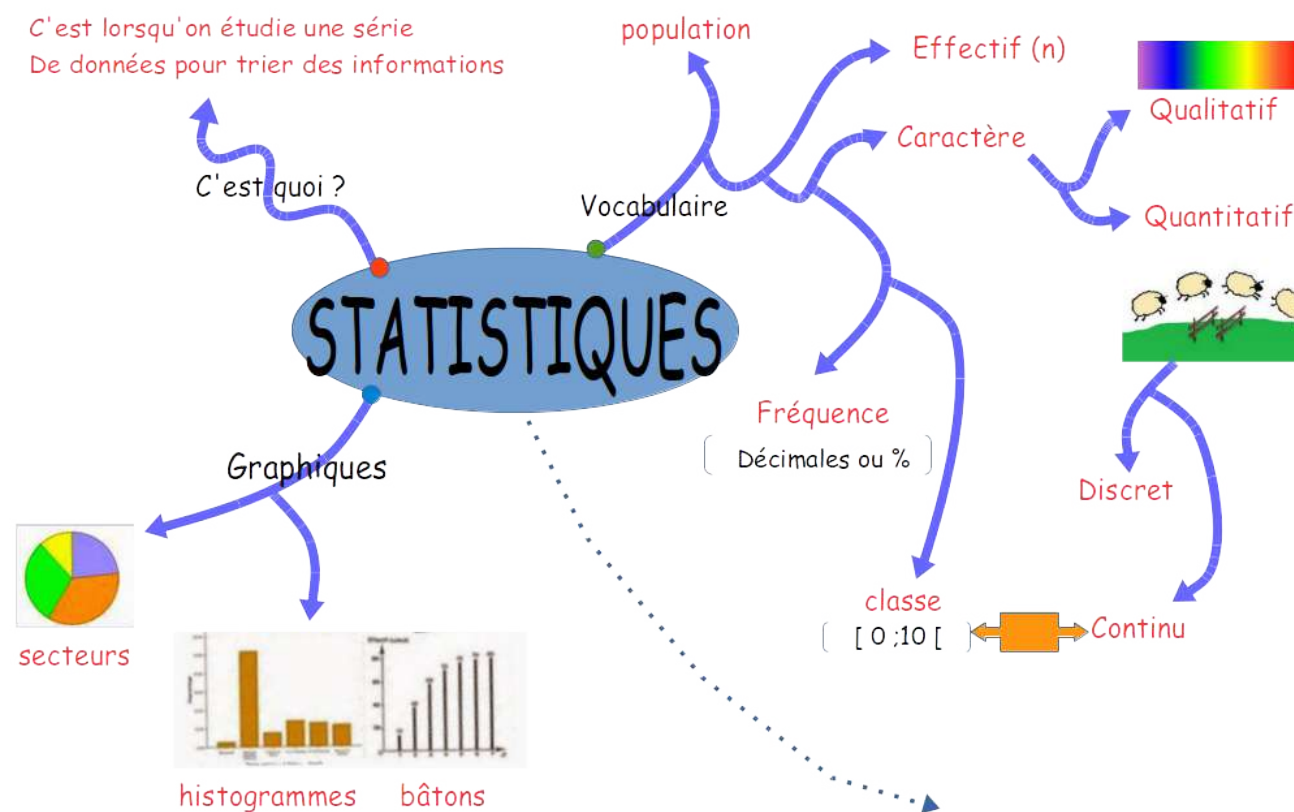 C'est lorsqu'on étudie une série
De données pour trier des informations
C'est quoi ?
population
Effectif (n)
Vocabulaire
Caractère
Qualitatif
Quantitatif
STATISTIQUES
Fréquence
Décimales ou %
Discret
classe
[ 0 ;10 [
Continu
Graphiques
secteurs
histogrammes
bâtons